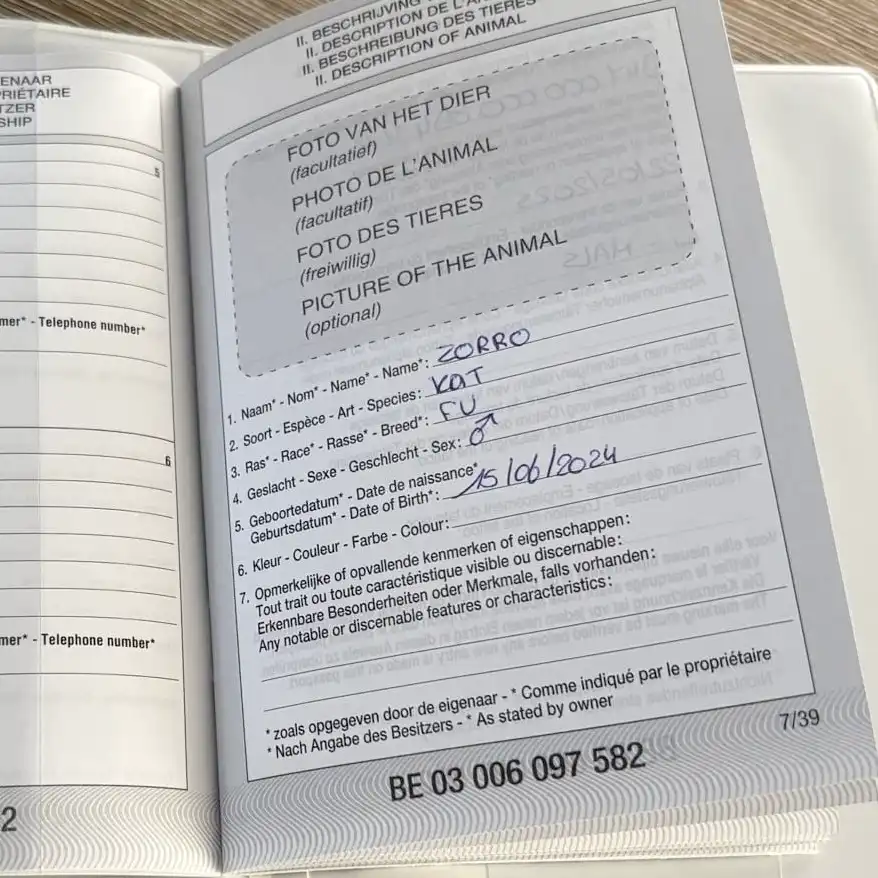 ENAAR
RIÉTAIRE
TZER
SHIP
5
mer* - Telephone number*
6
mer* - Telephone number*
2
II. BESCHRIJVING
II. DESCRIPTION DE L'A
II. BESCHREIBUNG DES TIERES
II. DESCRIPTION OF ANIMAL
FOTO VAN HET DIER
(facultatief)
PHOTO DE L'ANIMAL
(facultatif)
FOTO DES TIERES
(freiwillig)
PICTURE OF THE ANIMAL
(optional)
1. Naam* - Nom* - Name* - Name*: ZORRO
2. Soort - Espèce - Art - Species: KAT
3. Ras* - Race* - Rasse* - Breed*: EU
4. Geslacht - Sexe - Geschlecht - Sex: ♂
5. Geboortedatum* - Date de naissance*
Geburtsdatum* - Date of Birth*: 15/06/2024
6. Kleur - Couleur - Farbe - Colour:
7. Opmerkelijke of opvallende kenmerken of eigenschappen:
Tout trait ou toute caractéristique visible ou discernable:
Erkennbare Besonderheiten oder Merkmale, falls vorhanden:
Any notable or discernable features or characteristics:
* zoals opgegeven door de eigenaar - * Comme indiqué par le propriétaire
* Nach Angabe des Besitzers - * As stated by owner
7/39
BE 03 006 097 582